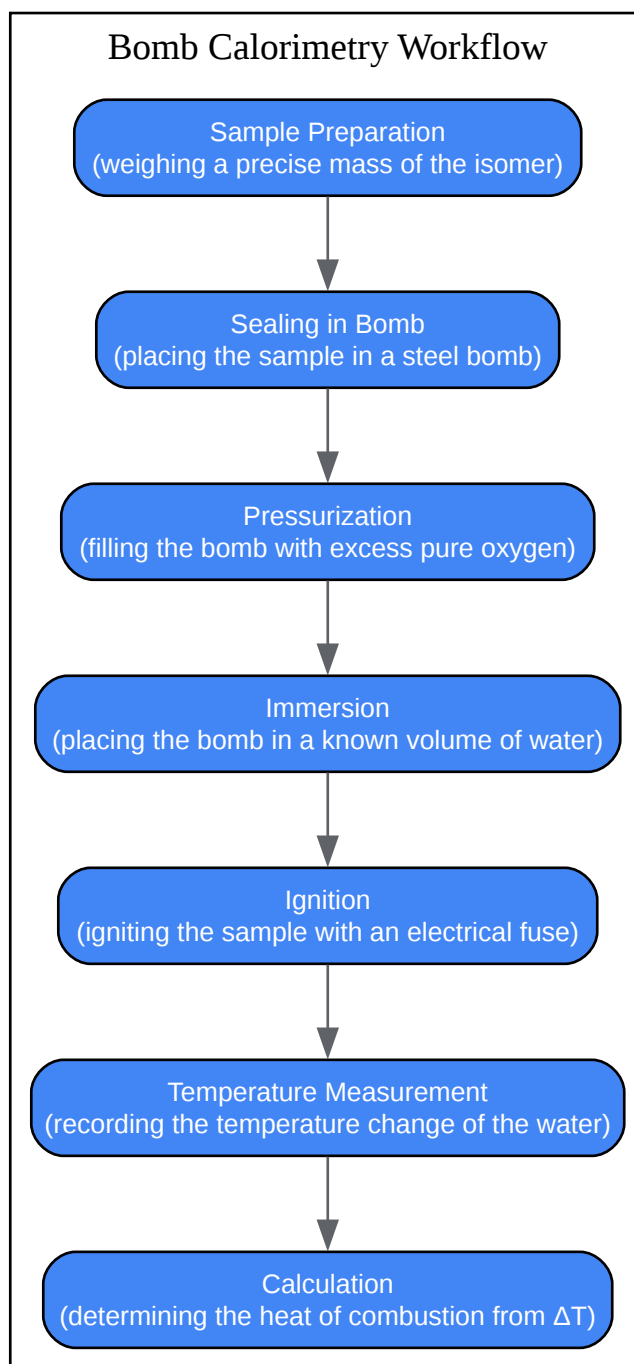 Bomb Calorimetry Workflow
Sample Preparation
(weighing a precise mass of the isomer)
Sealing in Bomb
(placing the sample in a steel bomb)
Pressurization
(filling the bomb with excess pure oxygen)
Immersion
(placing the bomb in a known volume of water)
Ignition
(igniting the sample with an electrical fuse)
Temperature Measurement
(recording the temperature change of the water)
Calculation
(determining the heat of combustion from ΔT)